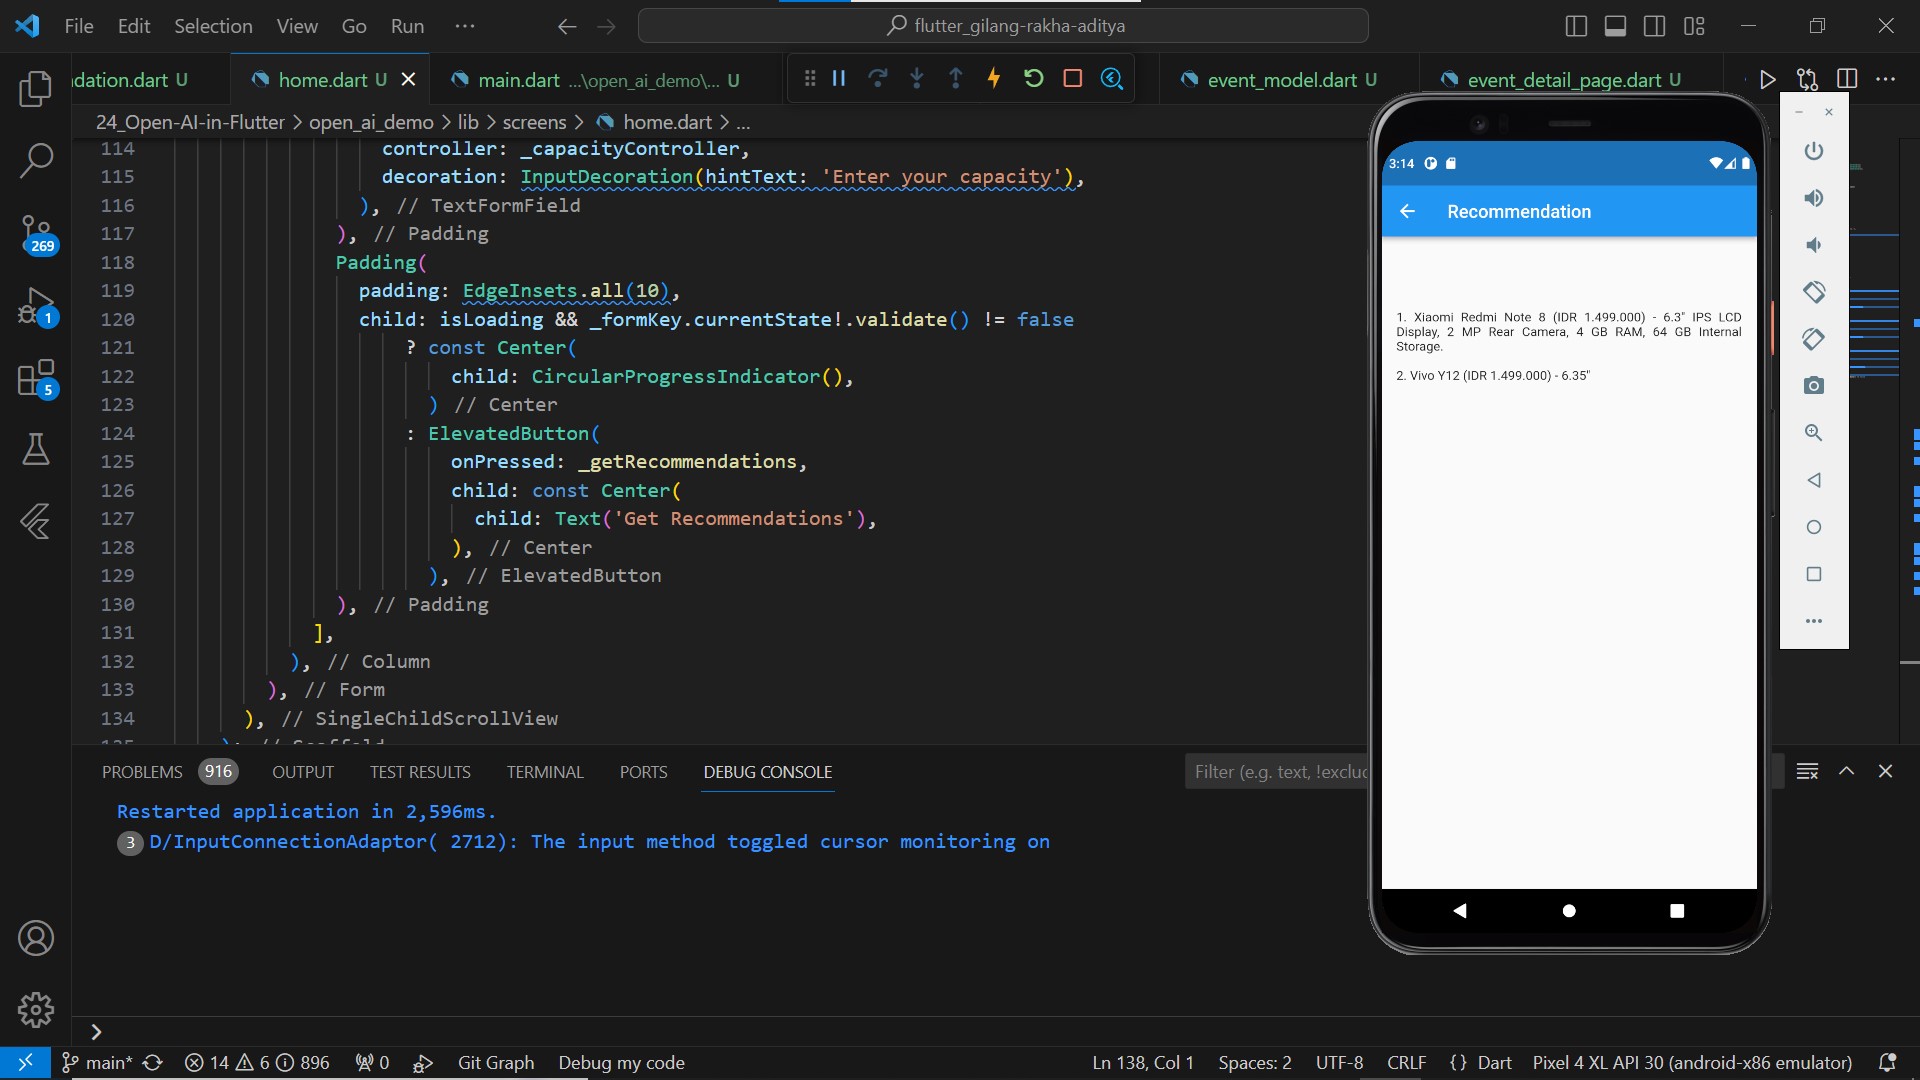 File Edit Selection View Go Run ···
flutter_gilang-rakha-aditya
dation.dart U
home.dart U
main.dart ...\open_ai_demo\... U
event_model.dart U
event_detail_page.dart U
24_Open-AI-in-Flutter > open_ai_demo > lib > screens > home.dart > ...
114 controller: _capacityController,
115 decoration: InputDecoration(hintText: 'Enter your capacity'),
116 ), // TextFormField
117 ), // Padding
118 Padding(
119 padding: EdgeInsets.all(10),
120 child: isLoading && _formKey.currentState!.validate() != false
121 ? const Center(
122 child: CircularProgressIndicator(),
123 ) // Center
124 : ElevatedButton(
125 onPressed: _getRecommendations,
126 child: const Center(
127 child: Text('Get Recommendations'),
128 ), // Center
129 ), // ElevatedButton
130 ), // Padding
131 ],
132 ), // Column
133 ), // Form
134 ), // SingleChildScrollView
135 ); // Scaffold
3:14
Recommendation
1. Xiaomi Redmi Note 8 (IDR 1.499.000) - 6.3" IPS LCD
Display, 2 MP Rear Camera, 4 GB RAM, 64 GB Internal
Storage.
2. Vivo Y12 (IDR 1.499.000) - 6.35"
269
1
5
PROBLEMS 916 OUTPUT TEST RESULTS TERMINAL PORTS DEBUG CONSOLE
Filter (e.g. text, !exclu
Restarted application in 2,596ms.
3 D/InputConnectionAdaptor( 2712): The input method toggled cursor monitoring on
main* 14 6 896 0 Git Graph Debug my code
Ln 138, Col 1 Spaces: 2 UTF-8 CRLF {} Dart Pixel 4 XL API 30 (android-x86 emulator)